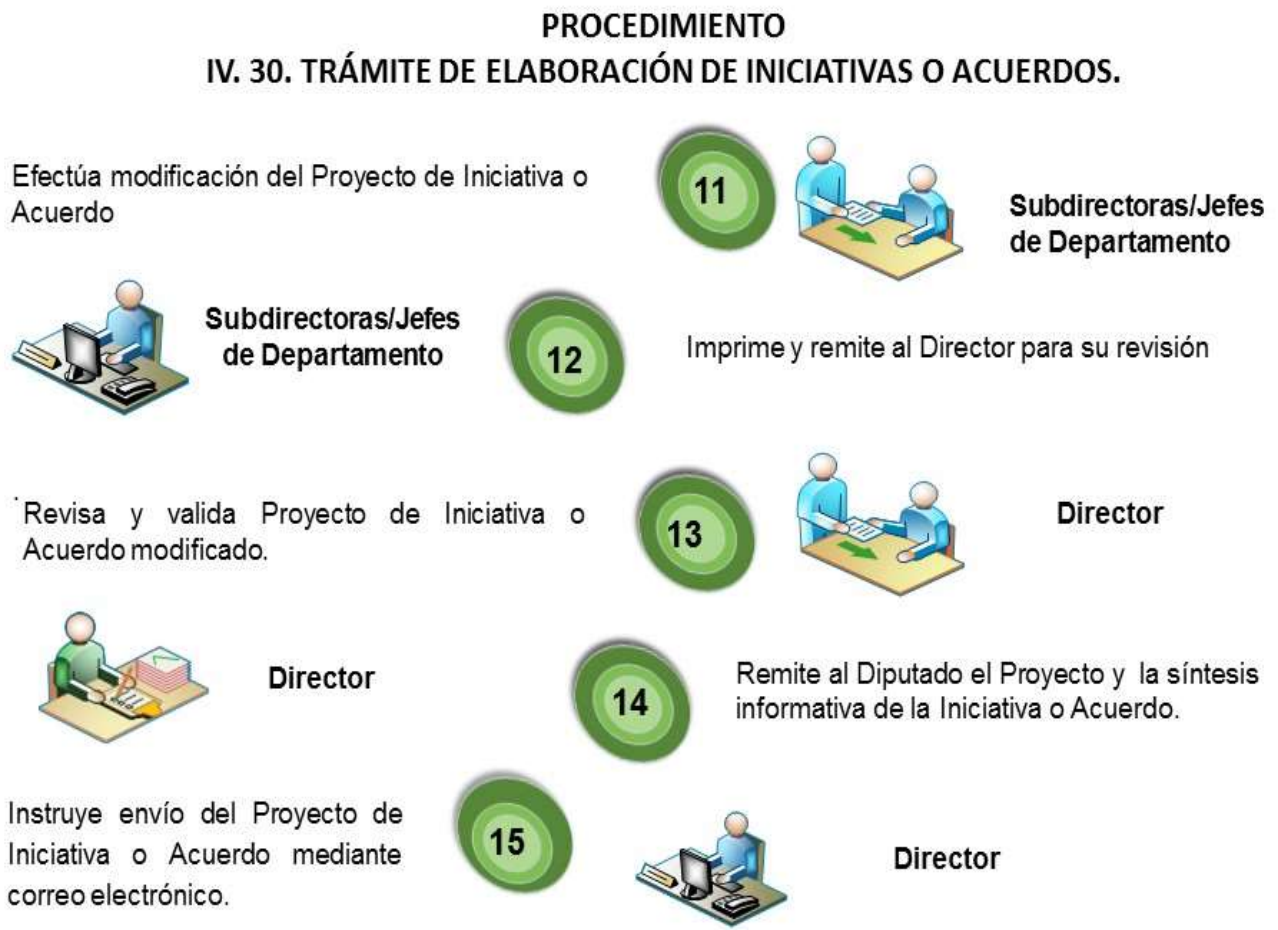 PROCEDIMIENTO
IV. 30. TRÁMITE DE ELABORACIÓN DE INICIATIVAS O ACUERDOS.
Efectúa modificación del Proyecto de Iniciativa o
Acuerdo
11
Subdirectoras/Jefes
de Departamento
Subdirectoras/Jefes
de Departamento
12
Imprime y remite al Director para su revisión
Revisa y valida Proyecto de Iniciativa o
Acuerdo modificado.
13
Director
Director
14
Remite al Diputado el Proyecto y la síntesis
informativa de la Iniciativa o Acuerdo.
Instruye envío del Proyecto de
Iniciativa o Acuerdo mediante
correo electrónico.
15
Director